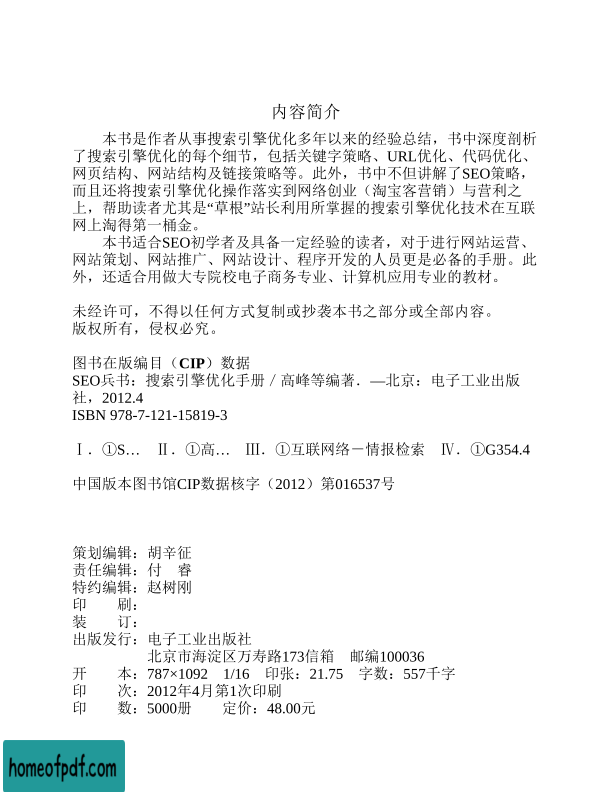 内容简介
本书是作者从事搜索引擎优化多年以来的经验总结，书中深度剖析
了搜索引擎优化的每个细节，包括关键字策略、URL优化、代码优化、
网页结构、网站结构及链接策略等。此外，书中不但讲解了SEO策略，
而且还将搜索引擎优化操作落实到网络创业（淘宝客营销）与营利之
上，帮助读者尤其是“草根”站长利用所掌握的搜索引擎优化技术在互联
网上淘得第一桶金。
本书适合SEO初学者及具备一定经验的读者，对于进行网站运营、
网站策划、网站推广、网站设计、程序开发的人员更是必备的手册。此
外，还适合用做大专院校电子商务专业、计算机应用专业的教材。
未经许可，不得以任何方式复制或抄袭本书之部分或全部内容。
版权所有，侵权必究。
图书在版编目（CIP）数据
SEO兵书：搜索引擎优化手册／高峰等编著．—北京：电子工业出版
社，2012.4
ISBN 978-7-121-15819-3
Ⅰ．①S… Ⅱ．①高… Ⅲ．①互联网络－情报检索 Ⅳ．①G354.4
中国版本图书馆CIP数据核字（2012）第016537号
策划编辑：胡辛征
责任编辑：付　睿
特约编辑：赵树刚
印　　刷：
装　　订：
出版发行：电子工业出版社
北京市海淀区万寿路173信箱　邮编100036
开　　本：787×1092　1/16　印张：21.75　字数：557千字
印　　次：2012年4月第1次印刷
印　　数：5000册　　定价：48.00元
homeofpdf.com